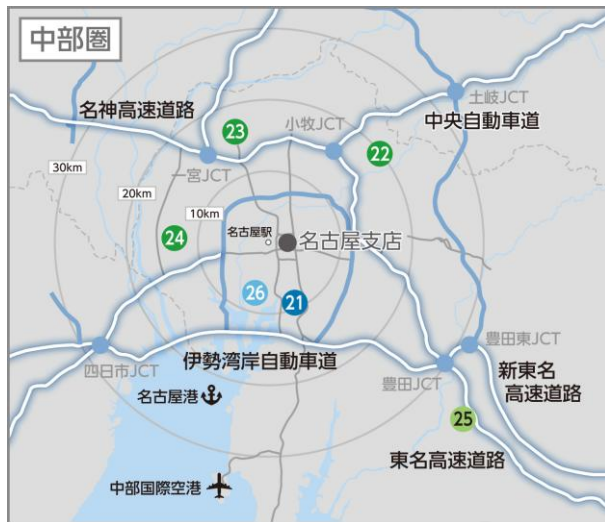 中部圏
名神高速道路
23
小牧JCT
土岐JCT
中央自動車道
22
30km
一宮JCT
20km
10km
24
名古屋駅
名古屋支店
26
21
伊勢湾岸自動車道
四日市JCT
豊田東JCT
豊田JCT
新東名
高速道路
名古屋港
25
東名高速道路
中部国際空港